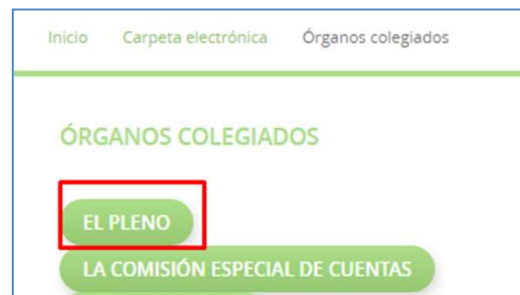 Inicio Carpeta electrónica Órganos colegiados
ÓRGANOS COLEGIADOS
EL PLENO
LA COMISIÓN ESPECIAL DE CUENTAS